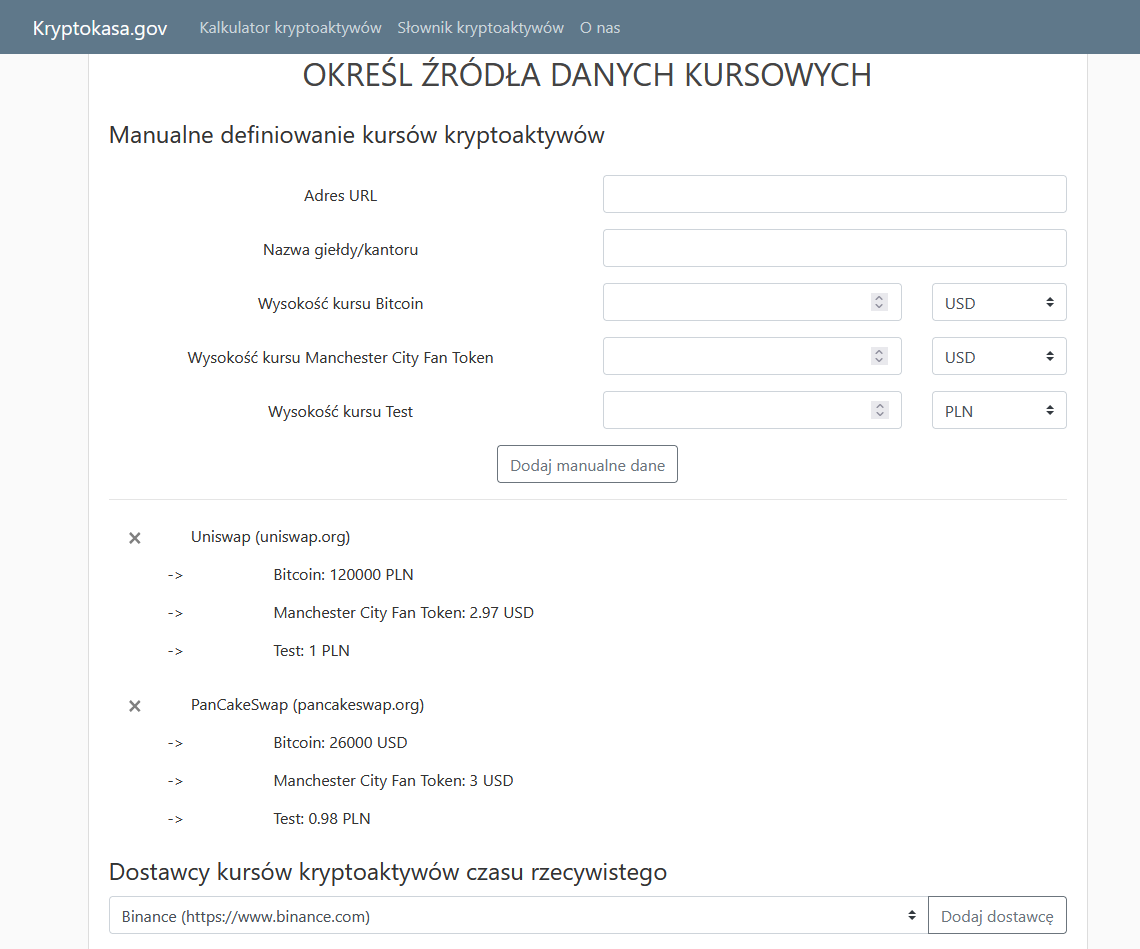 Kryptokasa.gov Kalkulator kryptoaktywów Słownik kryptoaktywów O nas
OKREŚL ŹRÓDŁA DANYCH KURSOWYCH
Manualne definiowanie kursów kryptoaktywów
Adres URL
Nazwa giełdy/kantoru
Wysokość kursu Bitcoin USD
Wysokość kursu Manchester City Fan Token USD
Wysokość kursu Test PLN
Dodaj manualne dane
× Uniswap (uniswap.org)
-> Bitcoin: 120000 PLN
-> Manchester City Fan Token: 2.97 USD
-> Test: 1 PLN
× PanCakeSwap (pancakeswap.org)
-> Bitcoin: 26000 USD
-> Manchester City Fan Token: 3 USD
-> Test: 0.98 PLN
Dostawcy kursów kryptoaktywów czasu rzecywistego
Binance (https://www.binance.com) Dodaj dostawcę